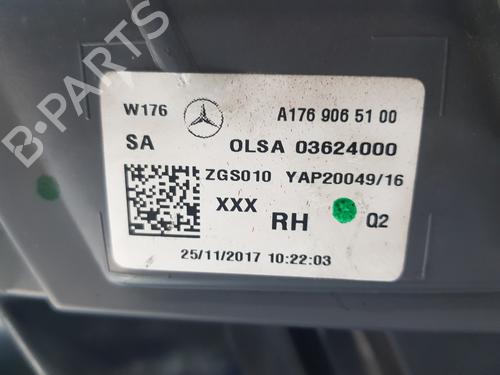 B-PARTS
W176 A176 906 51 00
SA OLSA 03624000
ZGS010 YAP20049/16
XXX RH Q2
25/11/2017 10:22:03